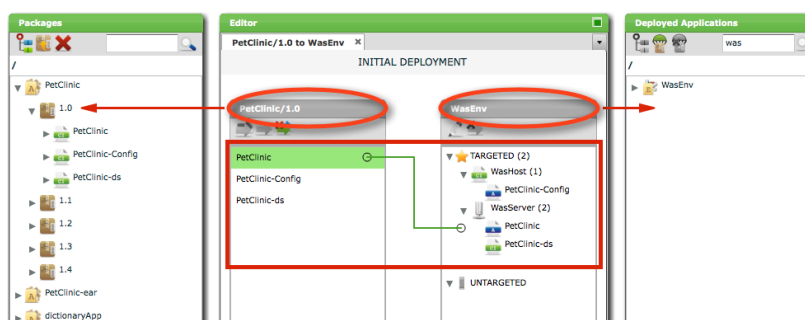 Packages
/
PetClinic
1.0
PetClinic
PetClinic-Config
PetClinic-ds
1.1
1.2
1.3
1.4
PetClinic-ear
dictionaryApp
Editor
PetClinic/1.0 to WasEnv ×
INITIAL DEPLOYMENT
PetClinic/1.0
PetClinic
PetClinic-Config
PetClinic-ds
WasEnv
TARGETED (2)
WasHost (1)
PetClinic-Config
WasServer (2)
PetClinic
PetClinic-ds
UNTARGETED
Deployed Applications
was
/
WasEnv